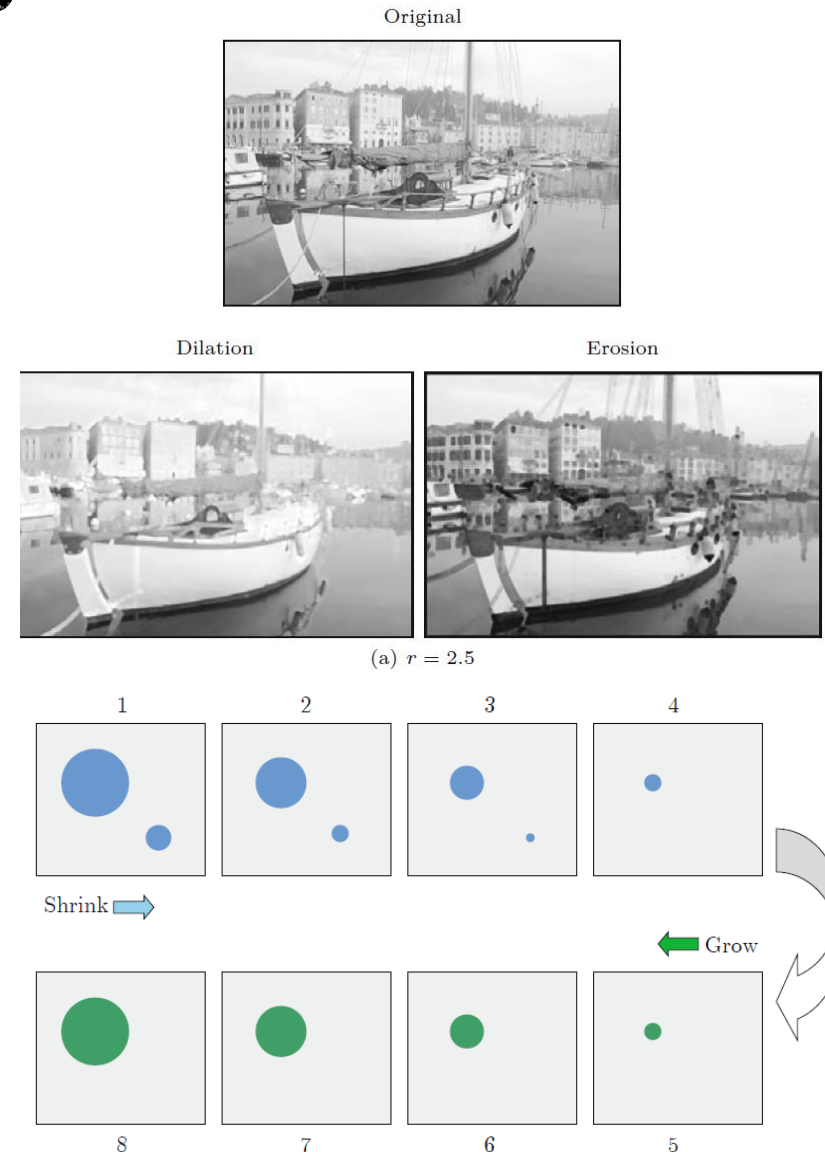 Original
Dilation Erosion
(a) r = 2.5
1 2 3 4
Shrink
Grow
8 7 6 5